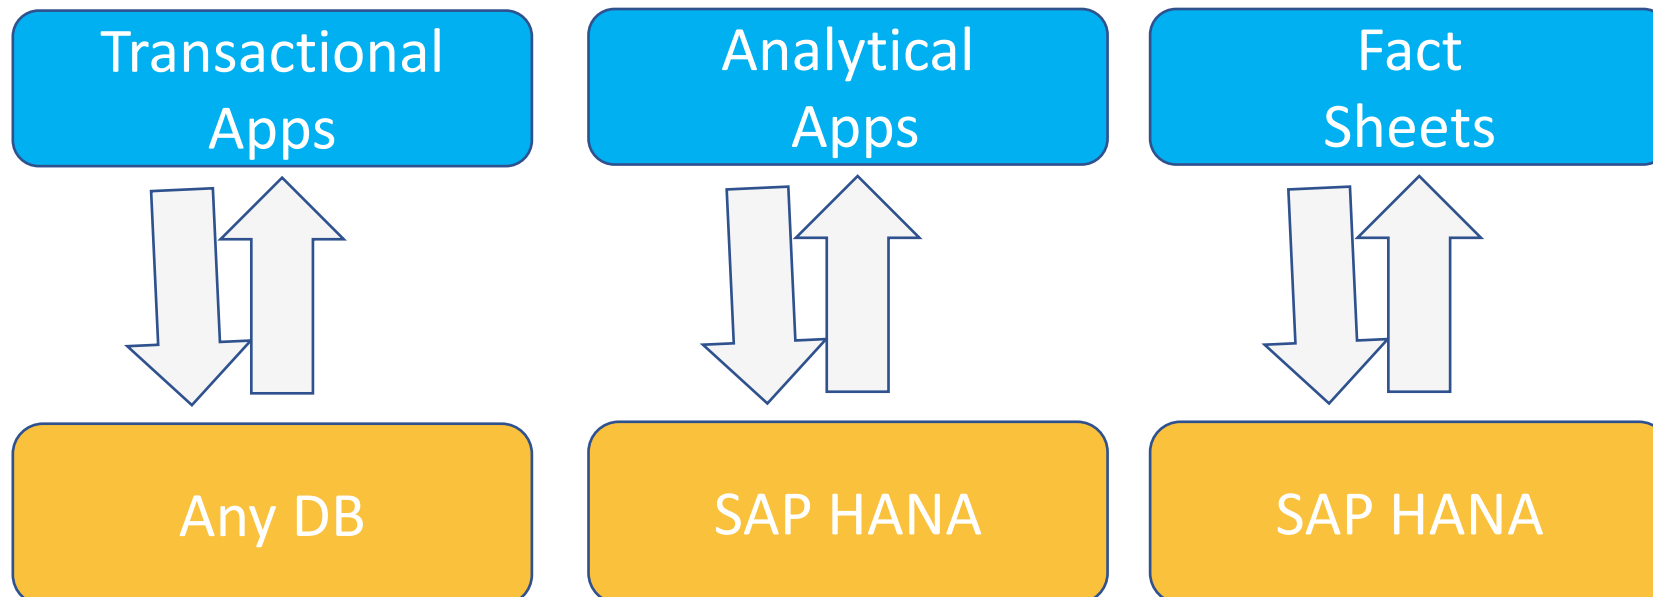 Transactional
Apps
Analytical
Apps
Fact
Sheets
Any DB
SAP HANA
SAP HANA